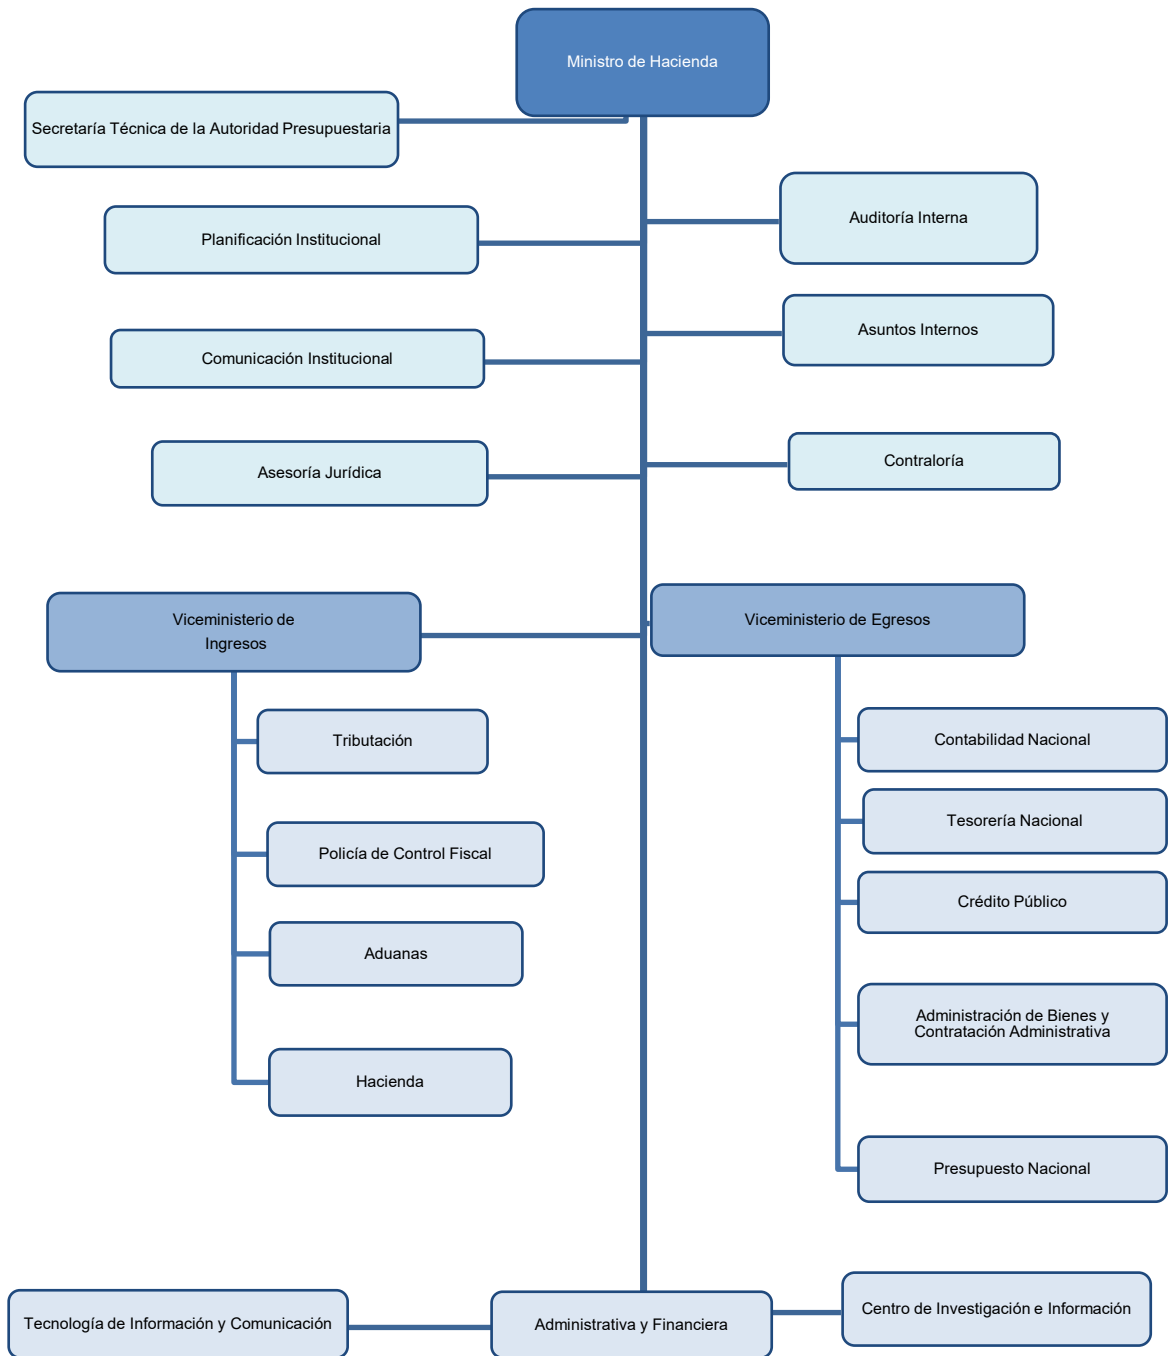 Ministro de Hacienda
Secretaría Técnica de la Autoridad Presupuestaria
Auditoría Interna
Planificación Institucional
Asuntos Internos
Comunicación Institucional
Contraloría
Asesoría Jurídica
Viceministerio de
Ingresos
Viceministerio de Egresos
Tributación
Policía de Control Fiscal
Aduanas
Hacienda
Contabilidad Nacional
Tesorería Nacional
Crédito Público
Administración de Bienes y
Contratación Administrativa
Presupuesto Nacional
Tecnología de Información y Comunicación
Administrativa y Financiera
Centro de Investigación e Información